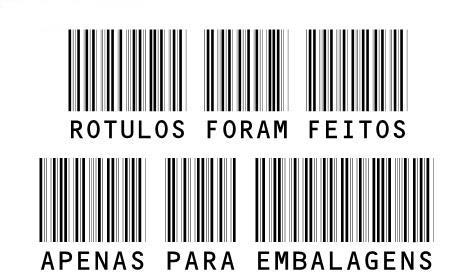 ROTULOS FORAM FEITOS
APENAS PARA EMBALAGENS